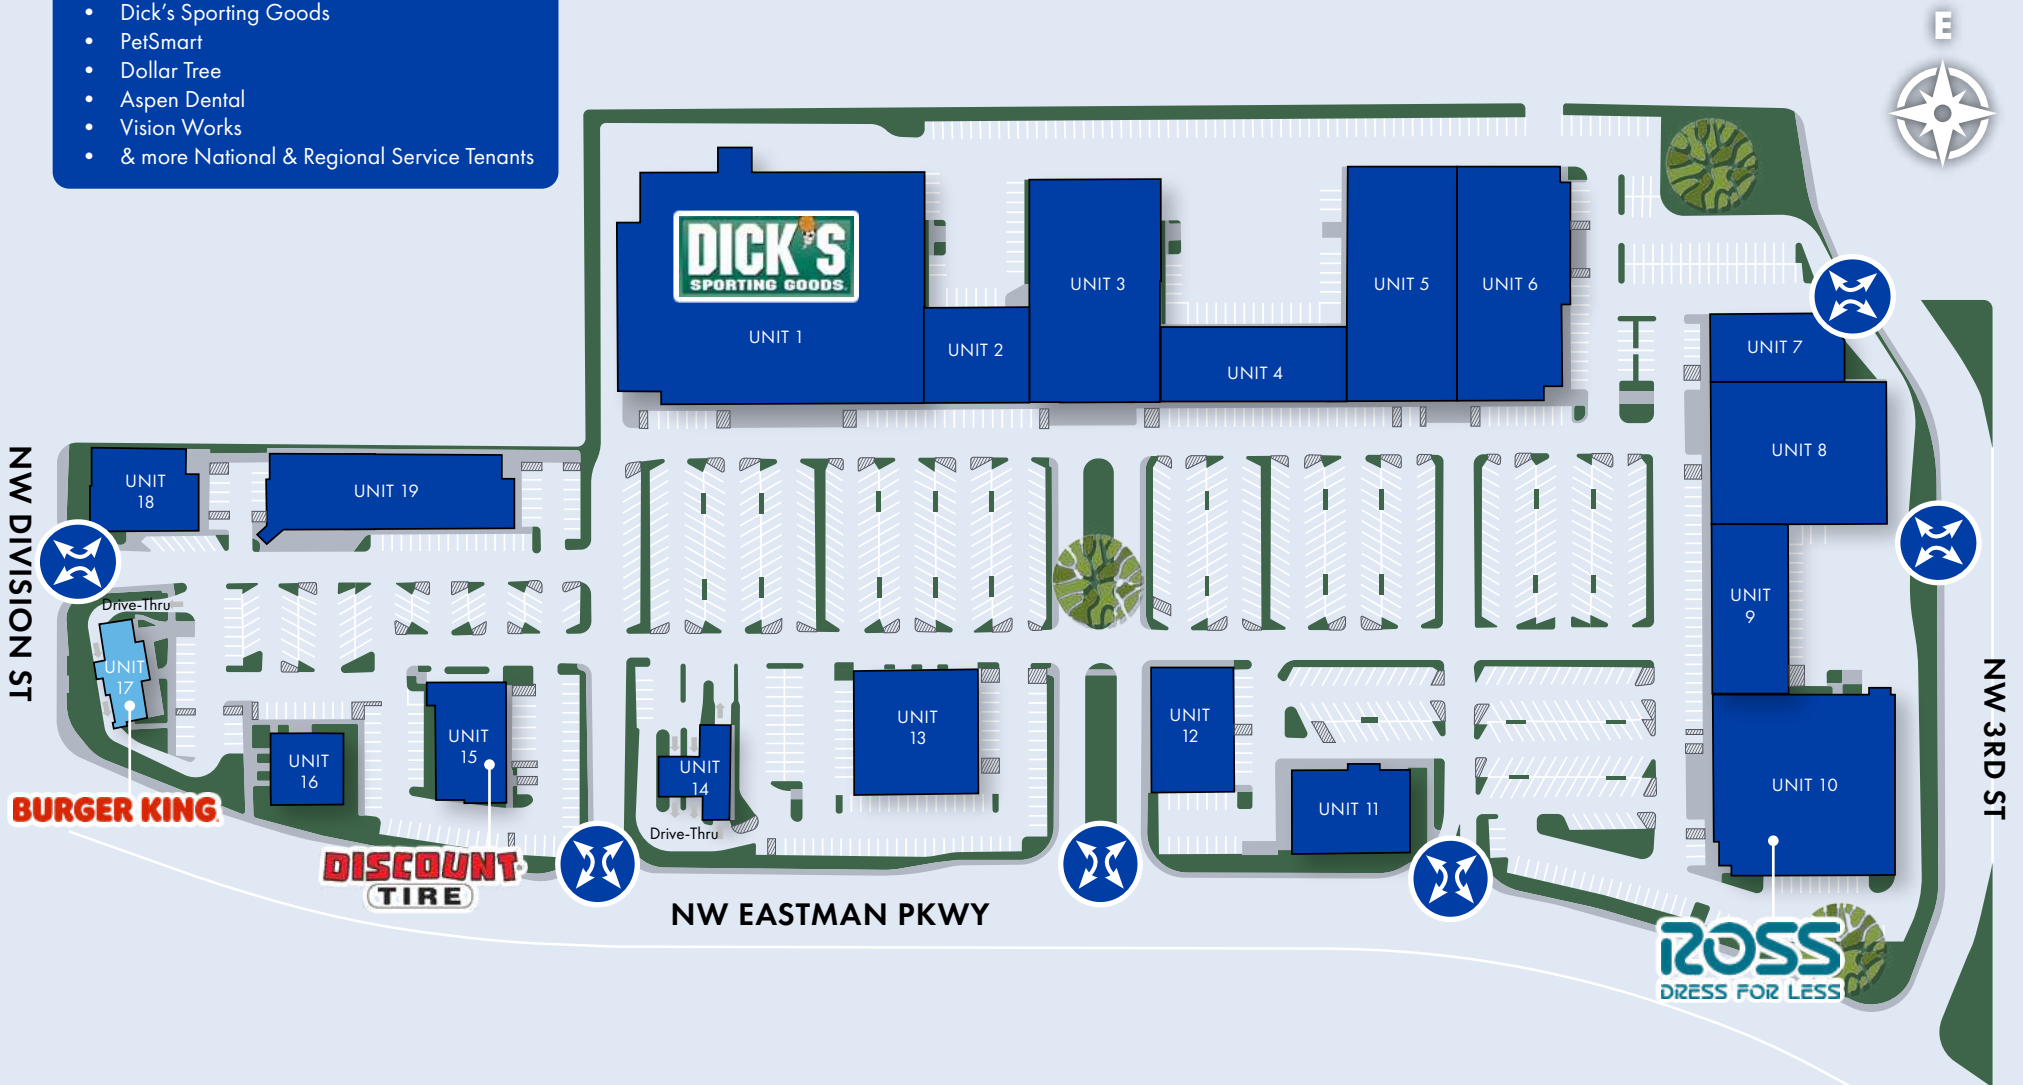 • Dick's Sporting Goods
• PetSmart
• Dollar Tree
• Aspen Dental
• Vision Works
• & more National & Regional Service Tenants
E
DICK'S
SPORTING GOODS
UNIT 1
UNIT 2
UNIT 3
UNIT 4
UNIT 5
UNIT 6
UNIT 7
UNIT 8
UNIT
9
UNIT 10
UNIT 11
UNIT
12
UNIT
13
UNIT
14
Drive-Thru
UNIT
15
UNIT
16
UNIT
17
Drive-Thru
UNIT
18
UNIT 19
NW DIVISION ST
NW 3RD ST
BURGER KING
DISCOUNT
TIRE
NW EASTMAN PKWY
ROSS
DRESS FOR LESS